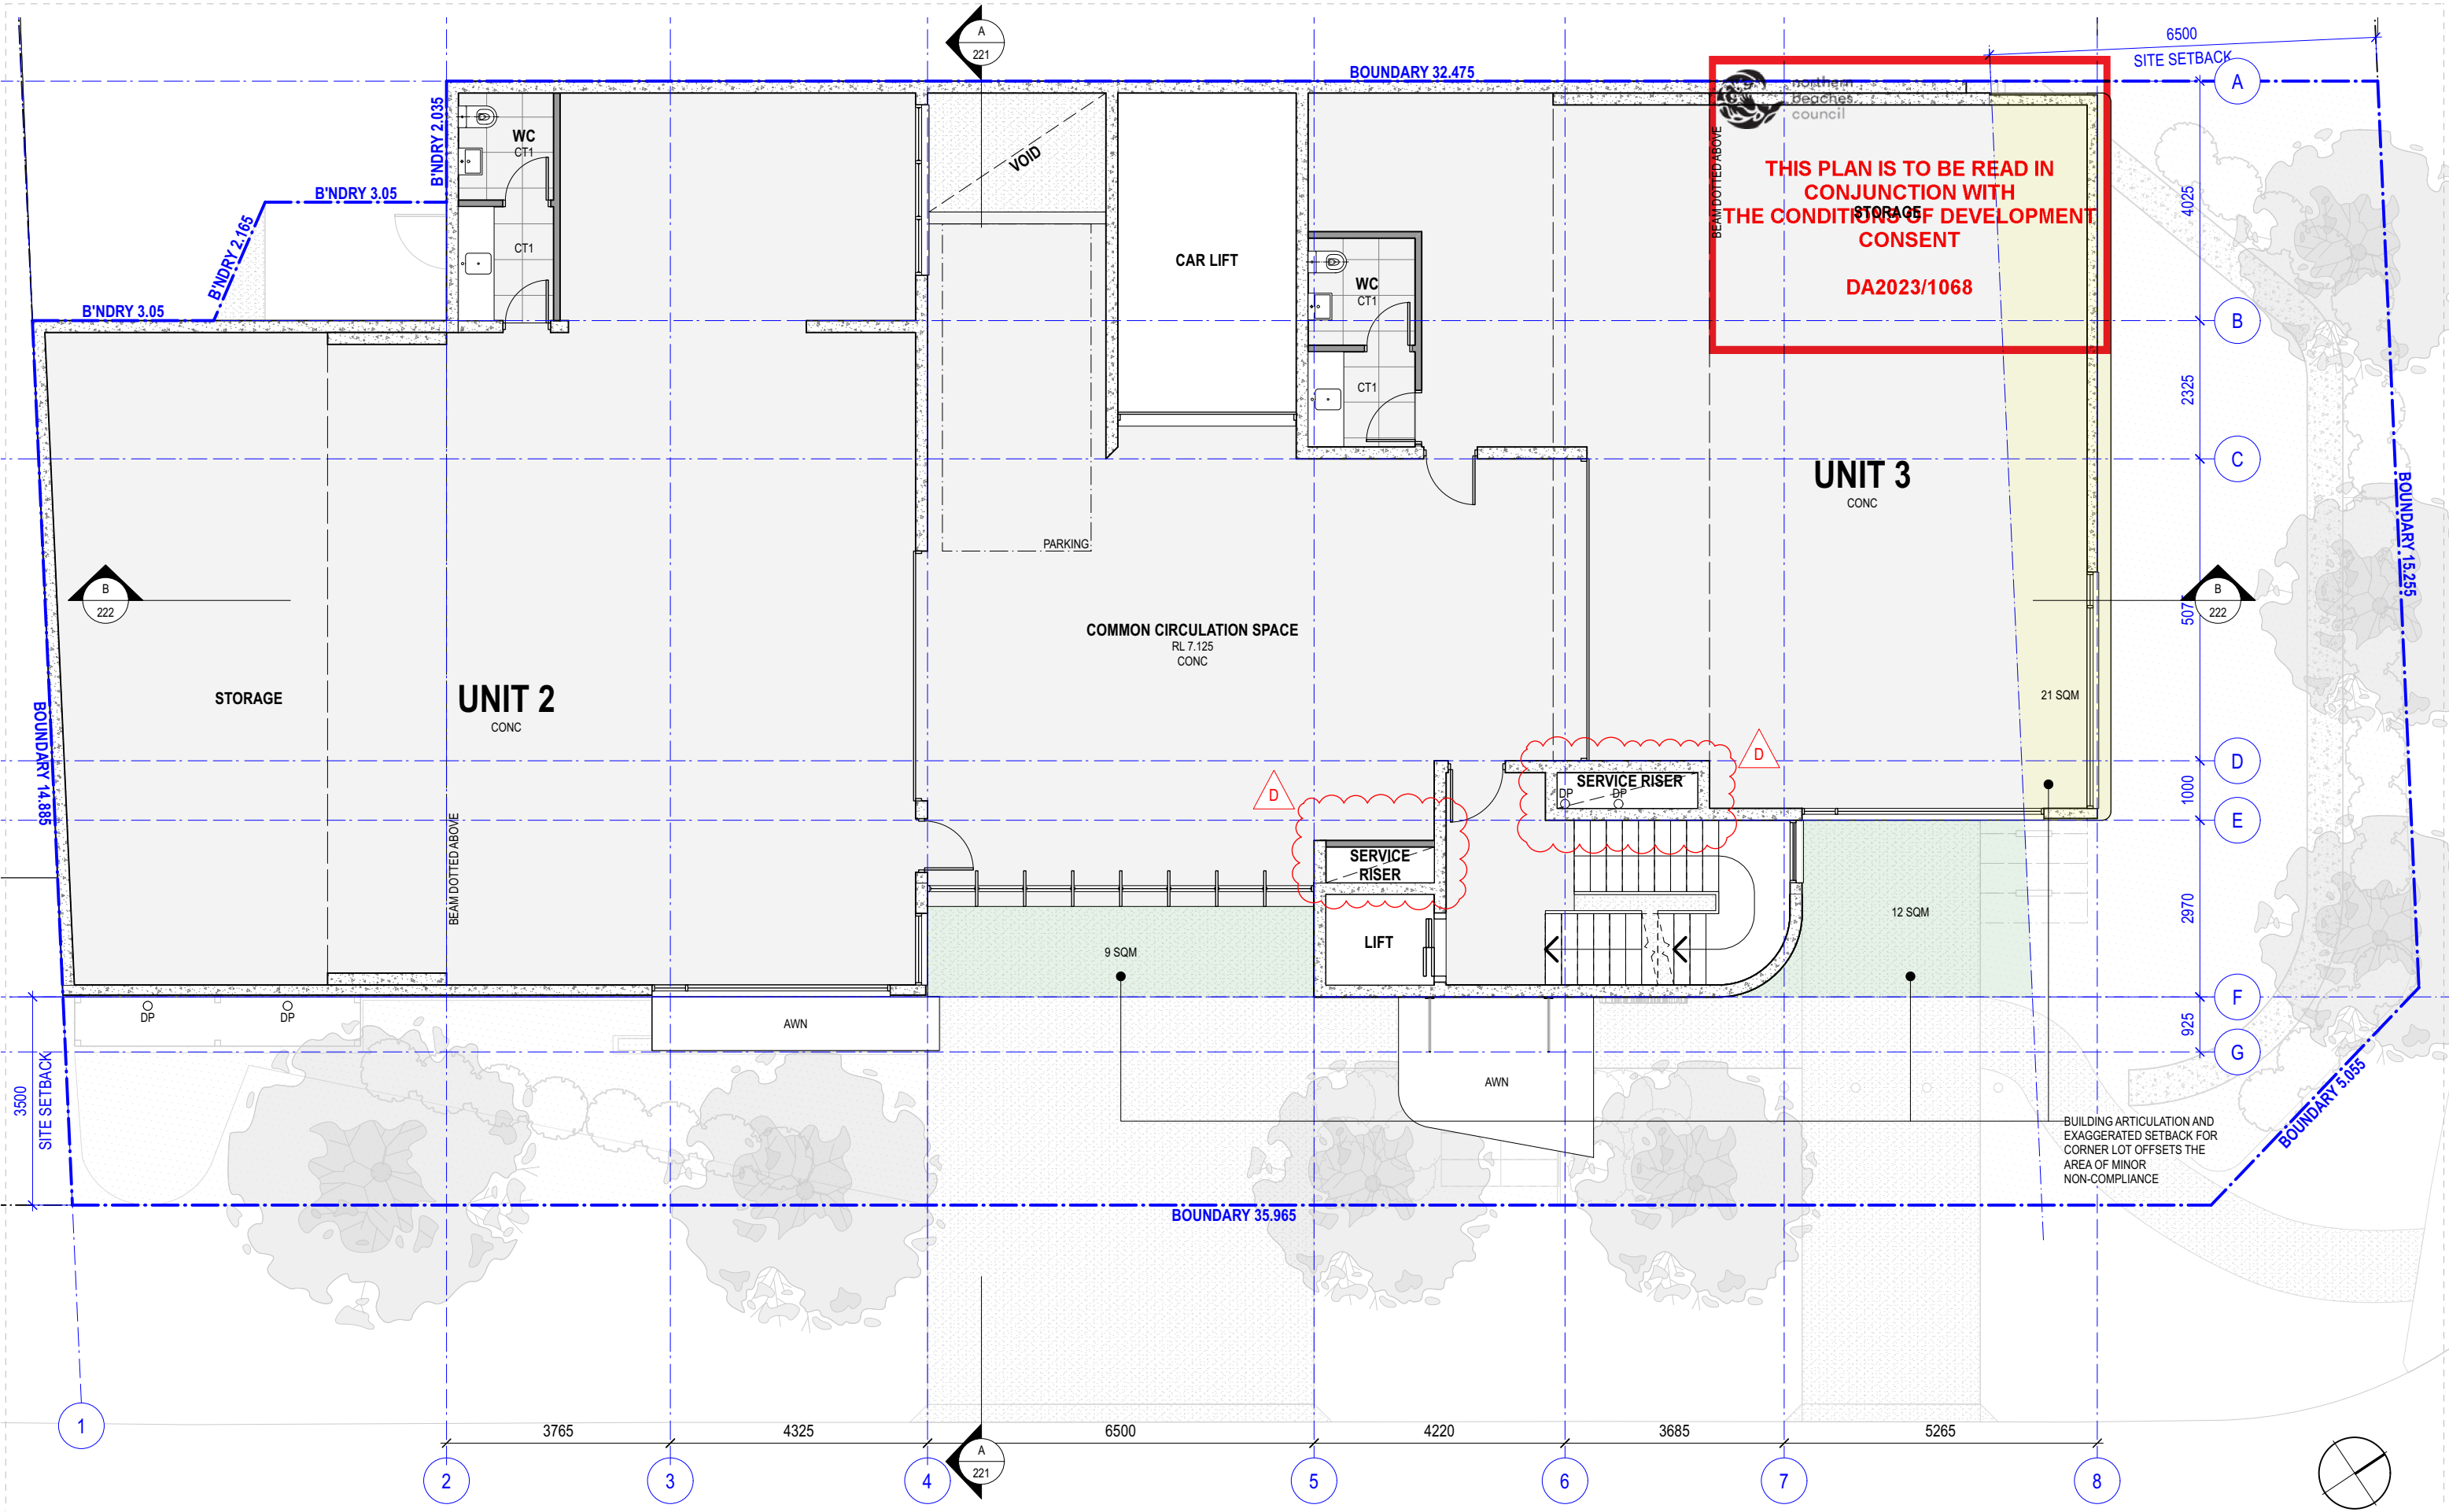 A
221
BOUNDARY 32.475
6500
SITE SETBACK
A
northern
beaches
council
B'NDRY 2.035
WC
CT1
VOID
BEAM DOTTED ABOVE
THIS PLAN IS TO BE READ IN
CONJUNCTION WITH
THE CONDITIONS OF DEVELOPMENT
CONSENT
STORAGE
DA2023/1068
4025
B'NDRY 3.05
B'NDRY 2.165
CT1
CAR LIFT
WC
CT1
B'NDRY 3.05
B
2325
CT1
C
UNIT 3
CONC
BOUNDARY 15.255
PARKING
B
222
B
222
507
COMMON CIRCULATION SPACE
RL 7.125
CONC
STORAGE
UNIT 2
CONC
21 SQM
BOUNDARY 14.885
D
D
D
SERVICE RISER
DP
DP
1000
E
BEAM DOTTED ABOVE
SERVICE
RISER
2970
12 SQM
LIFT
9 SQM
F
DP
DP
AWN
925
G
3500
SITE SETBACK
AWN
BOUNDARY 5.055
BUILDING ARTICULATION AND
EXAGGERATED SETBACK FOR
CORNER LOT OFFSETS THE
AREA OF MINOR
NON-COMPLIANCE
BOUNDARY 35.965
1
3765
4325
6500
4220
3685
5265
A
221
2
3
4
5
6
7
8